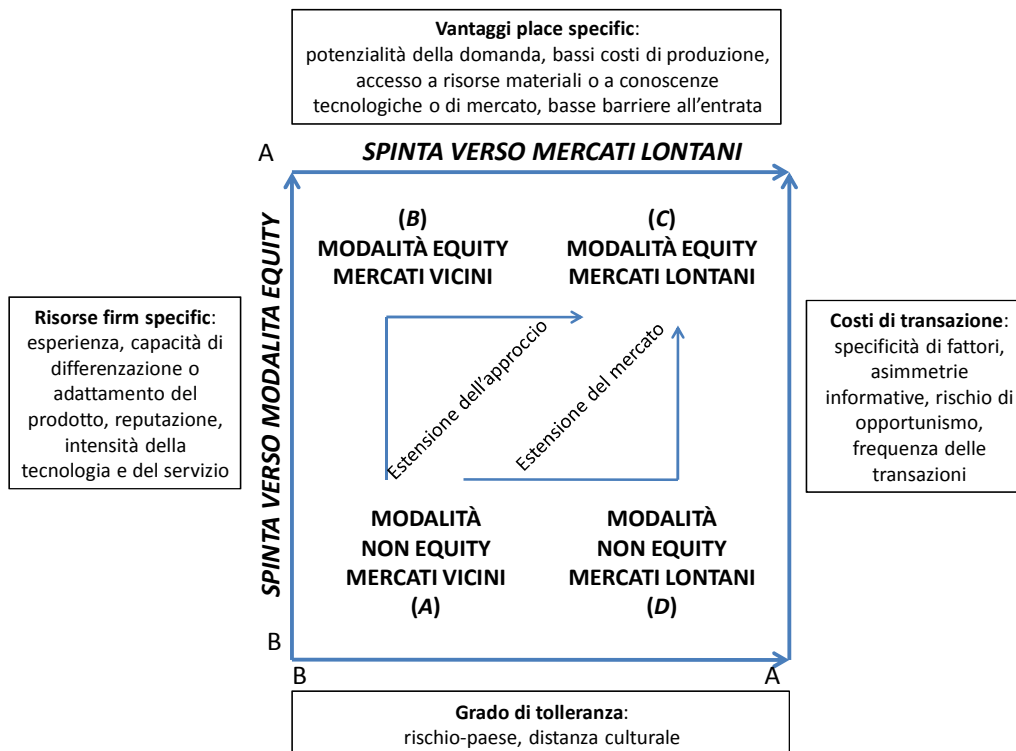 Vantaggi place specific:
potenzialità della domanda, bassi costi di produzione,
accesso a risorse materiali o a conoscenze
tecnologiche o di mercato, basse barriere all'entrata
A
SPINTA VERSO MERCATI LONTANI
SPINTA VERSO MODALITA EQUITY
(B)
MODALITÀ EQUITY
MERCATI VICINI
(C)
MODALITÀ EQUITY
MERCATI LONTANI
Risorse firm specific:
esperienza, capacità di
differenzazione o
adattamento del
prodotto, reputazione,
intensità della
tecnologia e del servizio
Estensione dell'approccio
Estensione del mercato
Costi di transazione:
specificità di fattori,
asimmetrie
informative, rischio di
opportunismo,
frequenza delle
transazioni
MODALITÀ
NON EQUITY
MERCATI VICINI
(A)
MODALITÀ
NON EQUITY
MERCATI LONTANI
(D)
B
B
A
Grado di tolleranza:
rischio-paese, distanza culturale